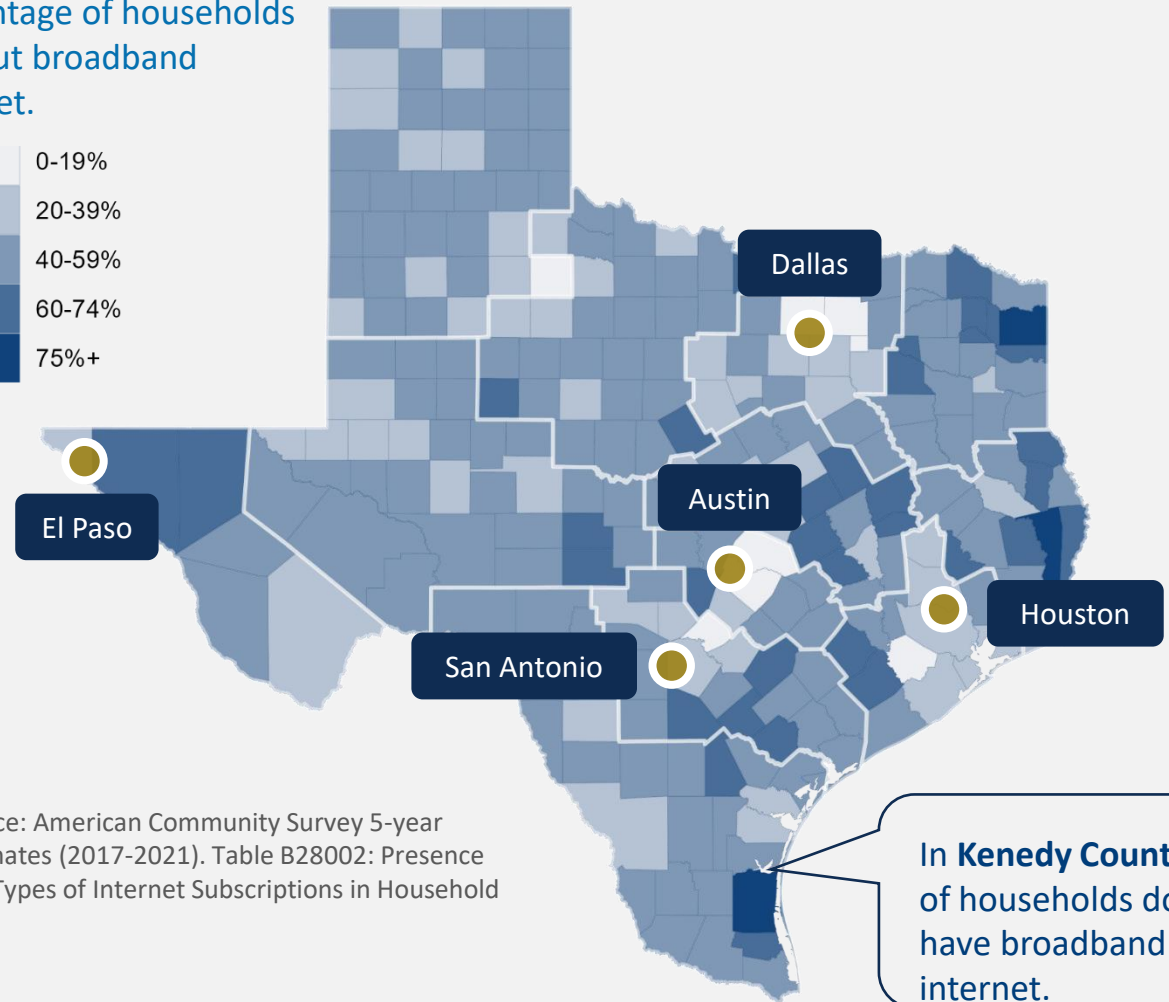 ntage of households
ut broadband
et.
0-19%
20-39%
40-59%
60-74%
75%+
Dallas
El Paso
Austin
Houston
San Antonio
ce: American Community Survey 5-year
nates (2017-2021). Table B28002: Presence
Types of Internet Subscriptions in Household
In Kenedy Count
of households do
have broadband
internet.